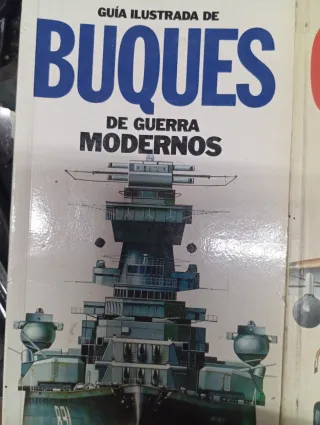 GUÍA ILUSTRADA DE
BUQUES
DE GUERRA
MODERNOS